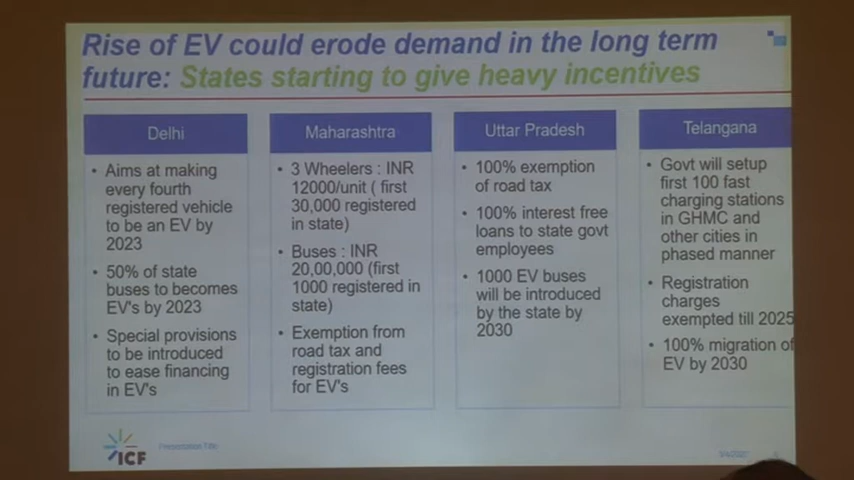 Rise of EV could erode demand in the long term
future: States starting to give heavy incentives
Delhi
• Aims at making
every fourth
registered vehicle
to be an EV by
2023
• 50% of state
buses to becomes
EV's by 2023
• Special provisions
to be introduced
to ease financing
in EV's
Maharashtra
• 3 Wheelers : INR
12000/unit ( first
30,000 registered
in state)
• Buses : INR
20,00,000 (first
1000 registered in
state)
• Exemption from
road tax and
registration fees
for EV's
Uttar Pradesh
• 100% exemption
of road tax
• 100% interest free
loans to state govt
employees
• 1000 EV buses
will be introduced
by the state by
2030
Telangana
• Govt will setup
first 100 fast
charging stations
in GHMC and
other cities in
phased manner
• Registration
charges
exempted till 2025
• 100% migration of
EV by 2030
ICF
Presentation Title